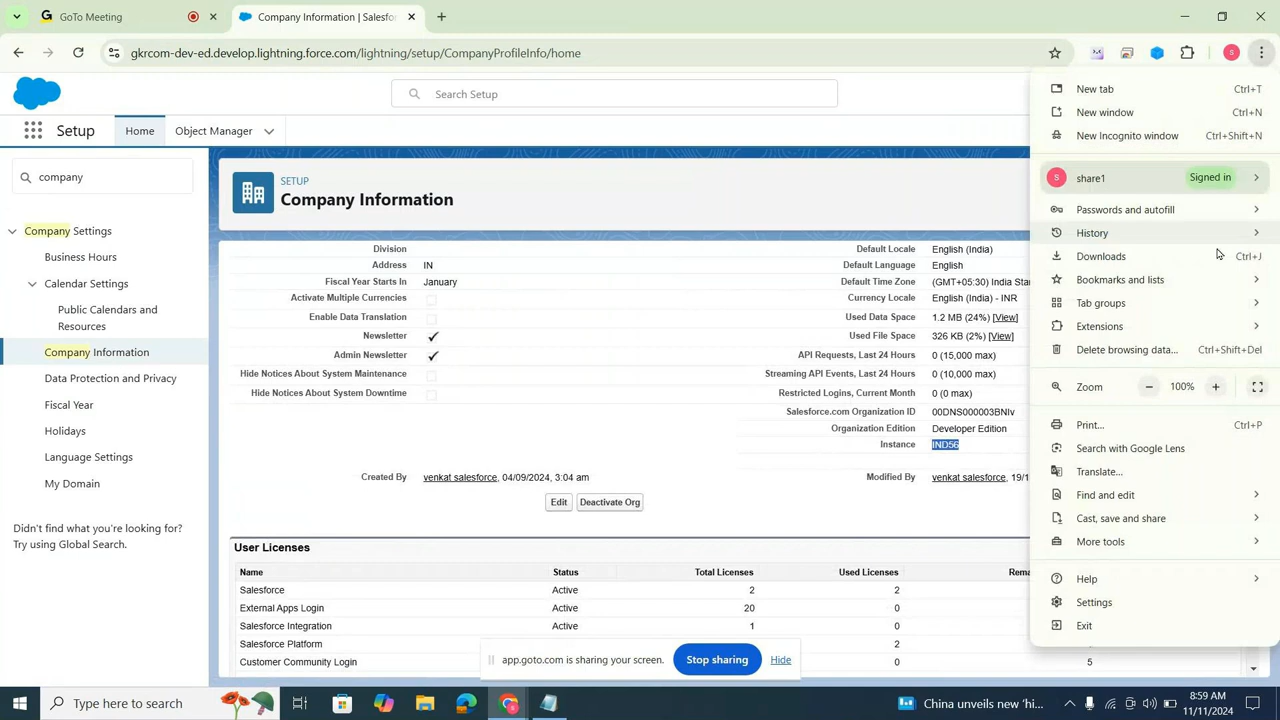 GoTo Meeting
Company Information | Salesfor
gkrcom-dev-ed.develop.lightning.force.com/lightning/setup/CompanyProfileInfo/home
Search Setup
Setup
Home
Object Manager
company
Company Settings
Business Hours
Calendar Settings
Public Calendars and
Resources
Company Information
Data Protection and Privacy
Fiscal Year
Holidays
Language Settings
My Domain
Didn't find what you're looking for?
Try using Global Search.
SETUP
Company Information
Division
Address IN
Fiscal Year Starts In January
Activate Multiple Currencies
Enable Data Translation
Newsletter
Admin Newsletter
Hide Notices About System Maintenance
Hide Notices About System Downtime
Default Locale English (India)
Default Language English
Default Time Zone (GMT+05:30) India Stan
Currency Locale English (India) - INR
Used Data Space 1.2 MB (24%) [View]
Used File Space 326 KB (2%) [View]
API Requests, Last 24 Hours 0 (15,000 max)
Streaming API Events, Last 24 Hours 0 (10,000 max)
Restricted Logins, Current Month 0 (0 max)
Salesforce.com Organization ID 00DNS000003BNIv
Organization Edition Developer Edition
Instance IND56
Created By venkat salesforce, 04/09/2024, 3:04 am
Modified By venkat salesforce, 19/1
Edit Deactivate Org
User Licenses
Name Status Total Licenses Used Licenses Rema
Salesforce Active 2 2
External Apps Login Active 20 0
Salesforce Integration Active 1 0
Salesforce Platform 2
Customer Community Login 0 5
app.goto.com is sharing your screen. Stop sharing Hide
New tab Ctrl+T
New window Ctrl+N
New Incognito window Ctrl+Shift+N
S share1 Signed in
Passwords and autofill
History
Downloads Ctrl+J
Bookmarks and lists
Tab groups
Extensions
Delete browsing data... Ctrl+Shift+Del
Zoom 100%
Print... Ctrl+P
Search with Google Lens
Translate...
Find and edit
Cast, save and share
More tools
Help
Settings
Exit
Type here to search
China unveils new 'hi...
8:59 AM
11/11/2024